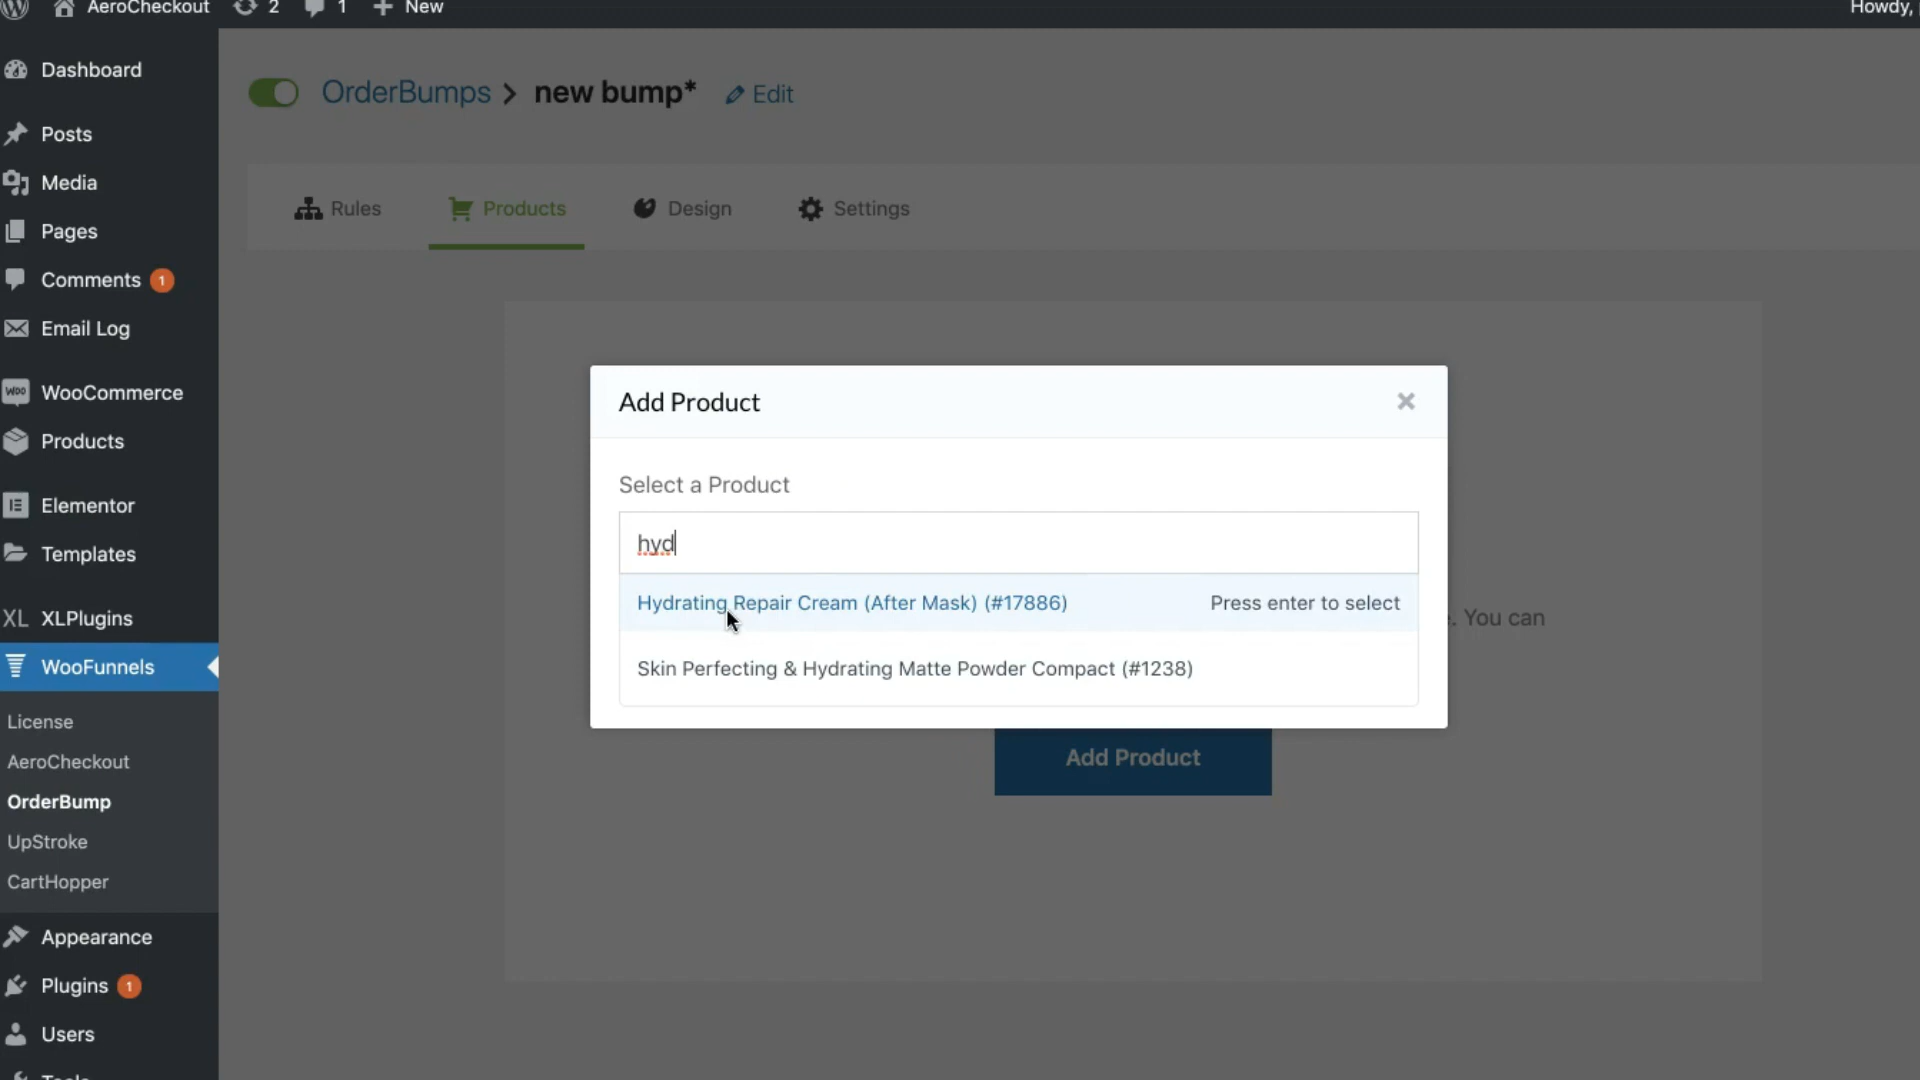 AeroCheckout 2 1 New Howdy,
Dashboard
Posts
Media
Pages
Comments 1
Email Log
WOO WooCommerce
Products
Elementor
Templates
XL XLPlugins
WooFunnels
License
AeroCheckout
OrderBump
UpStroke
CartHopper
Appearance
Plugins 1
Users
OrderBumps > new bump* Edit
Rules Products Design Settings
Add Product
Select a Product
hyd
Hydrating Repair Cream (After Mask) (#17886) Press enter to select
Skin Perfecting & Hydrating Matte Powder Compact (#1238)
. You can
Add Product